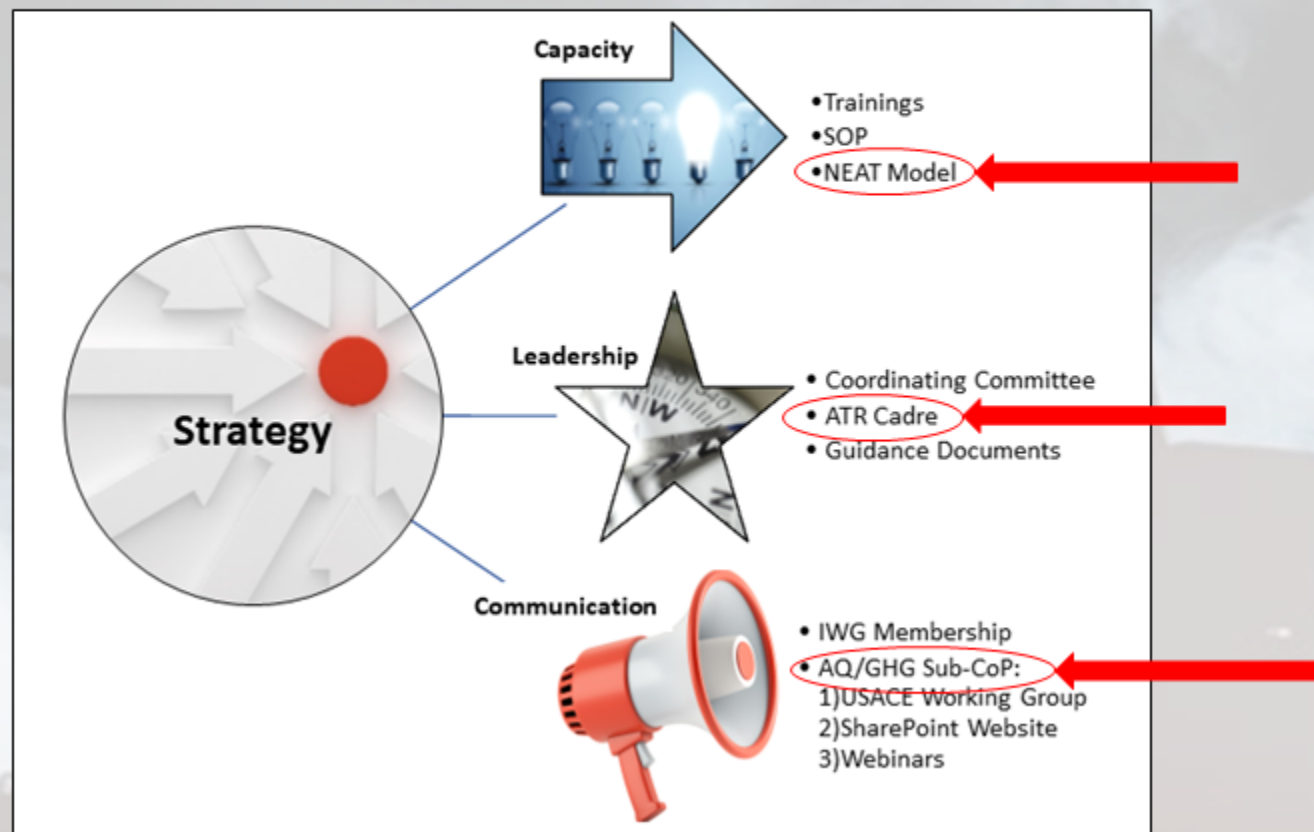 Capacity
•Trainings
•SOP
•NEAT Model
Strategy
Leadership
• Coordinating Committee
• ATR Cadre
• Guidance Documents
Communication
• IWG Membership
• AQ/GHG Sub-CoP:
1)USACE Working Group
2)SharePoint Website
3)Webinars
N|W
340/
N